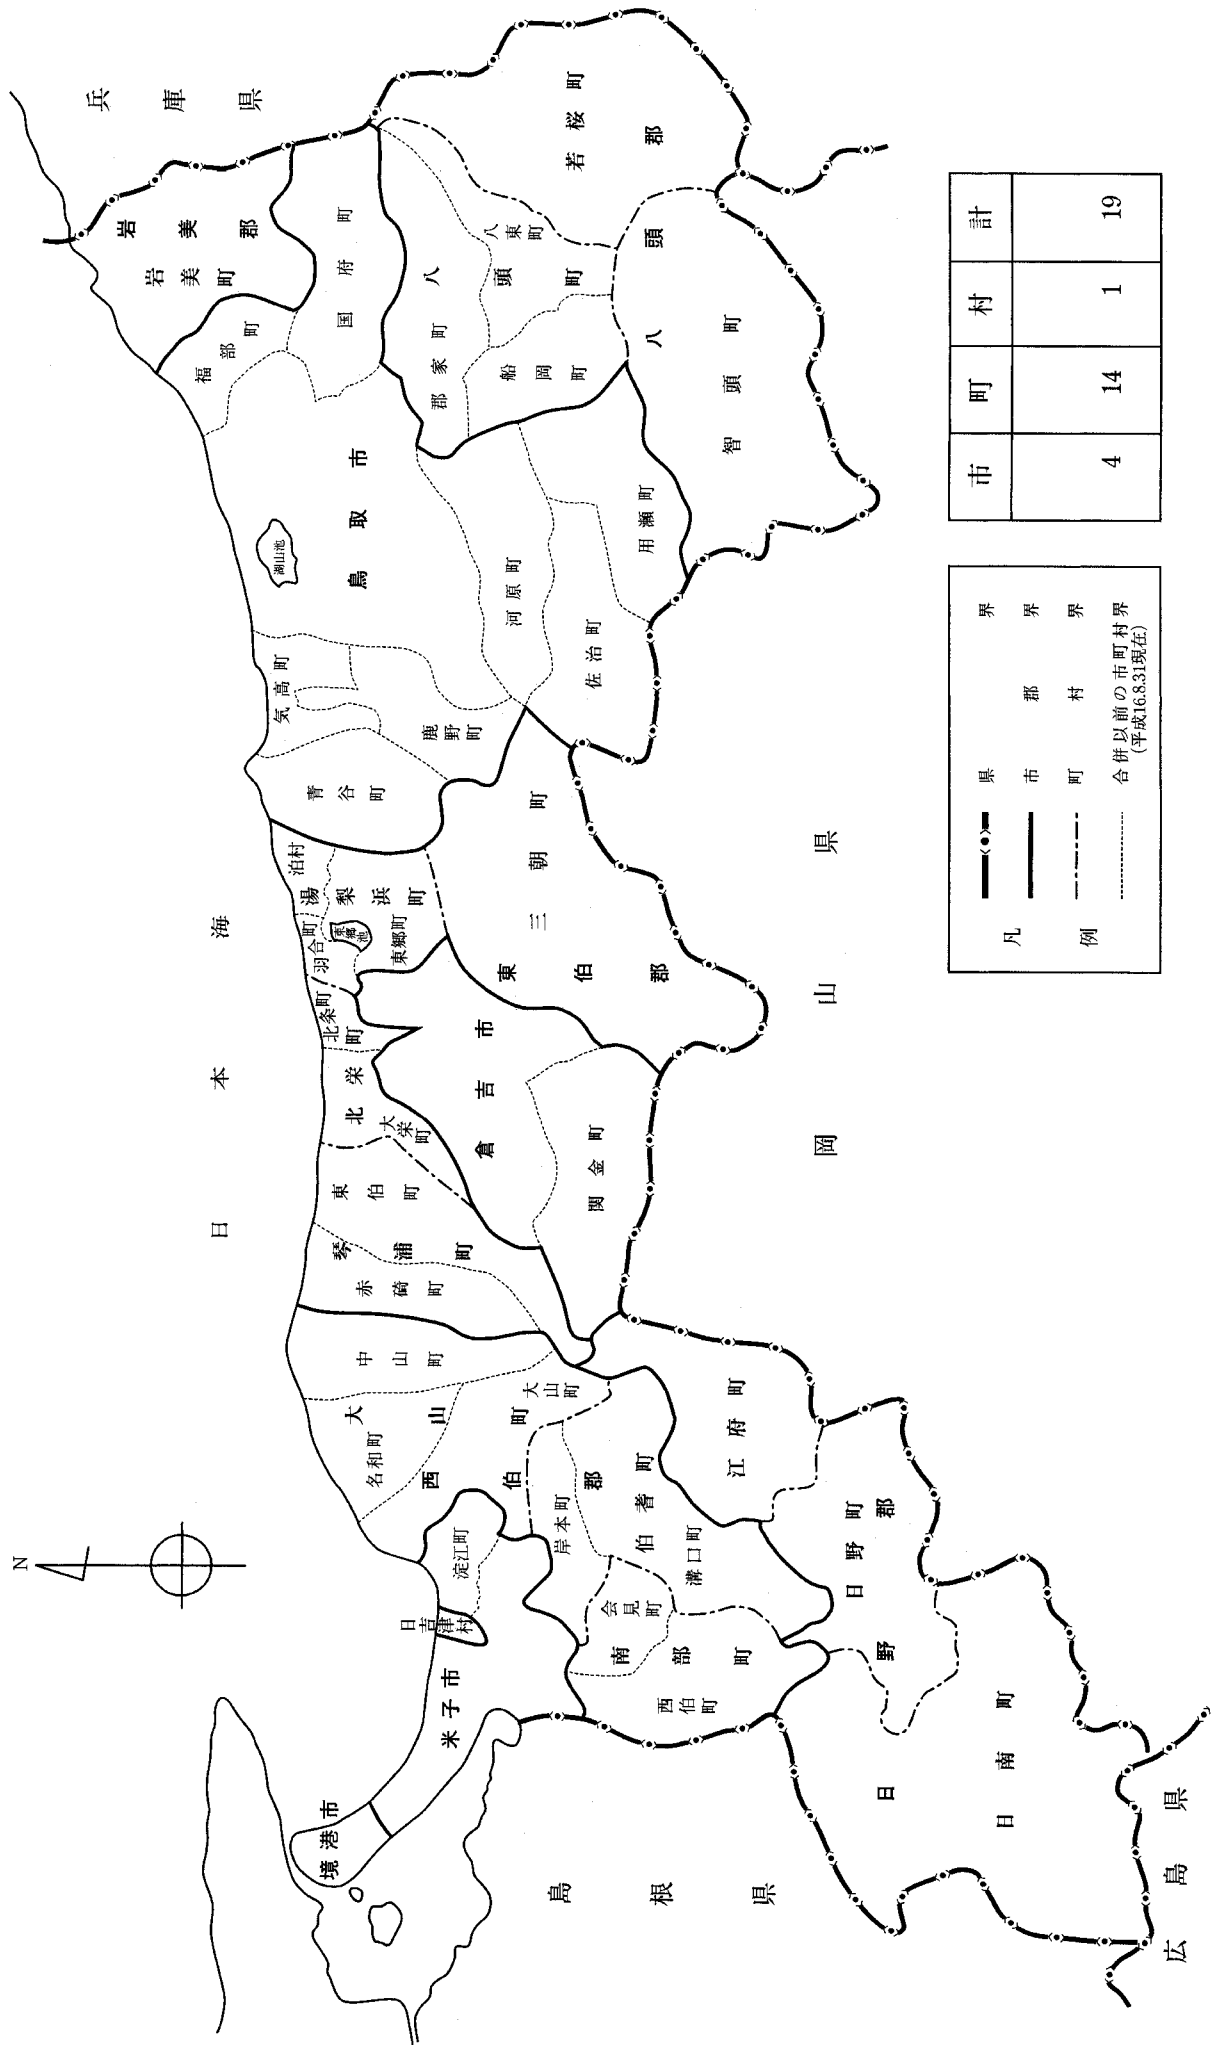 N
日本海
兵庫県
岡山県
島根県
広島県
岩美郡
岩美町
福部町
国府町
鳥取市
湖山池
気高町
鹿野町
青谷町
河原町
佐治町
用瀬町
八頭町
郡家町
船岡町
八東町
八頭郡
若桜町
智頭町
泊村
湯梨浜町
羽合町
東郷池
東郷町
三朝町
東伯郡
北条町
北栄町
大栄町
倉吉市
関金町
東伯町
琴浦町
赤碕町
中山町
大山町
名和町
大山町
西伯郡
淀江町
日吉津村
米子市
境港市
岸本町
伯耆町
溝口町
会見町
南部町
西伯町
江府町
日野町
日野郡
日南町
凡例
県界
市郡界
町村界
合併以前の市町村界
(平成16.8.31現在)
市 町 村 計
4 14 1 19